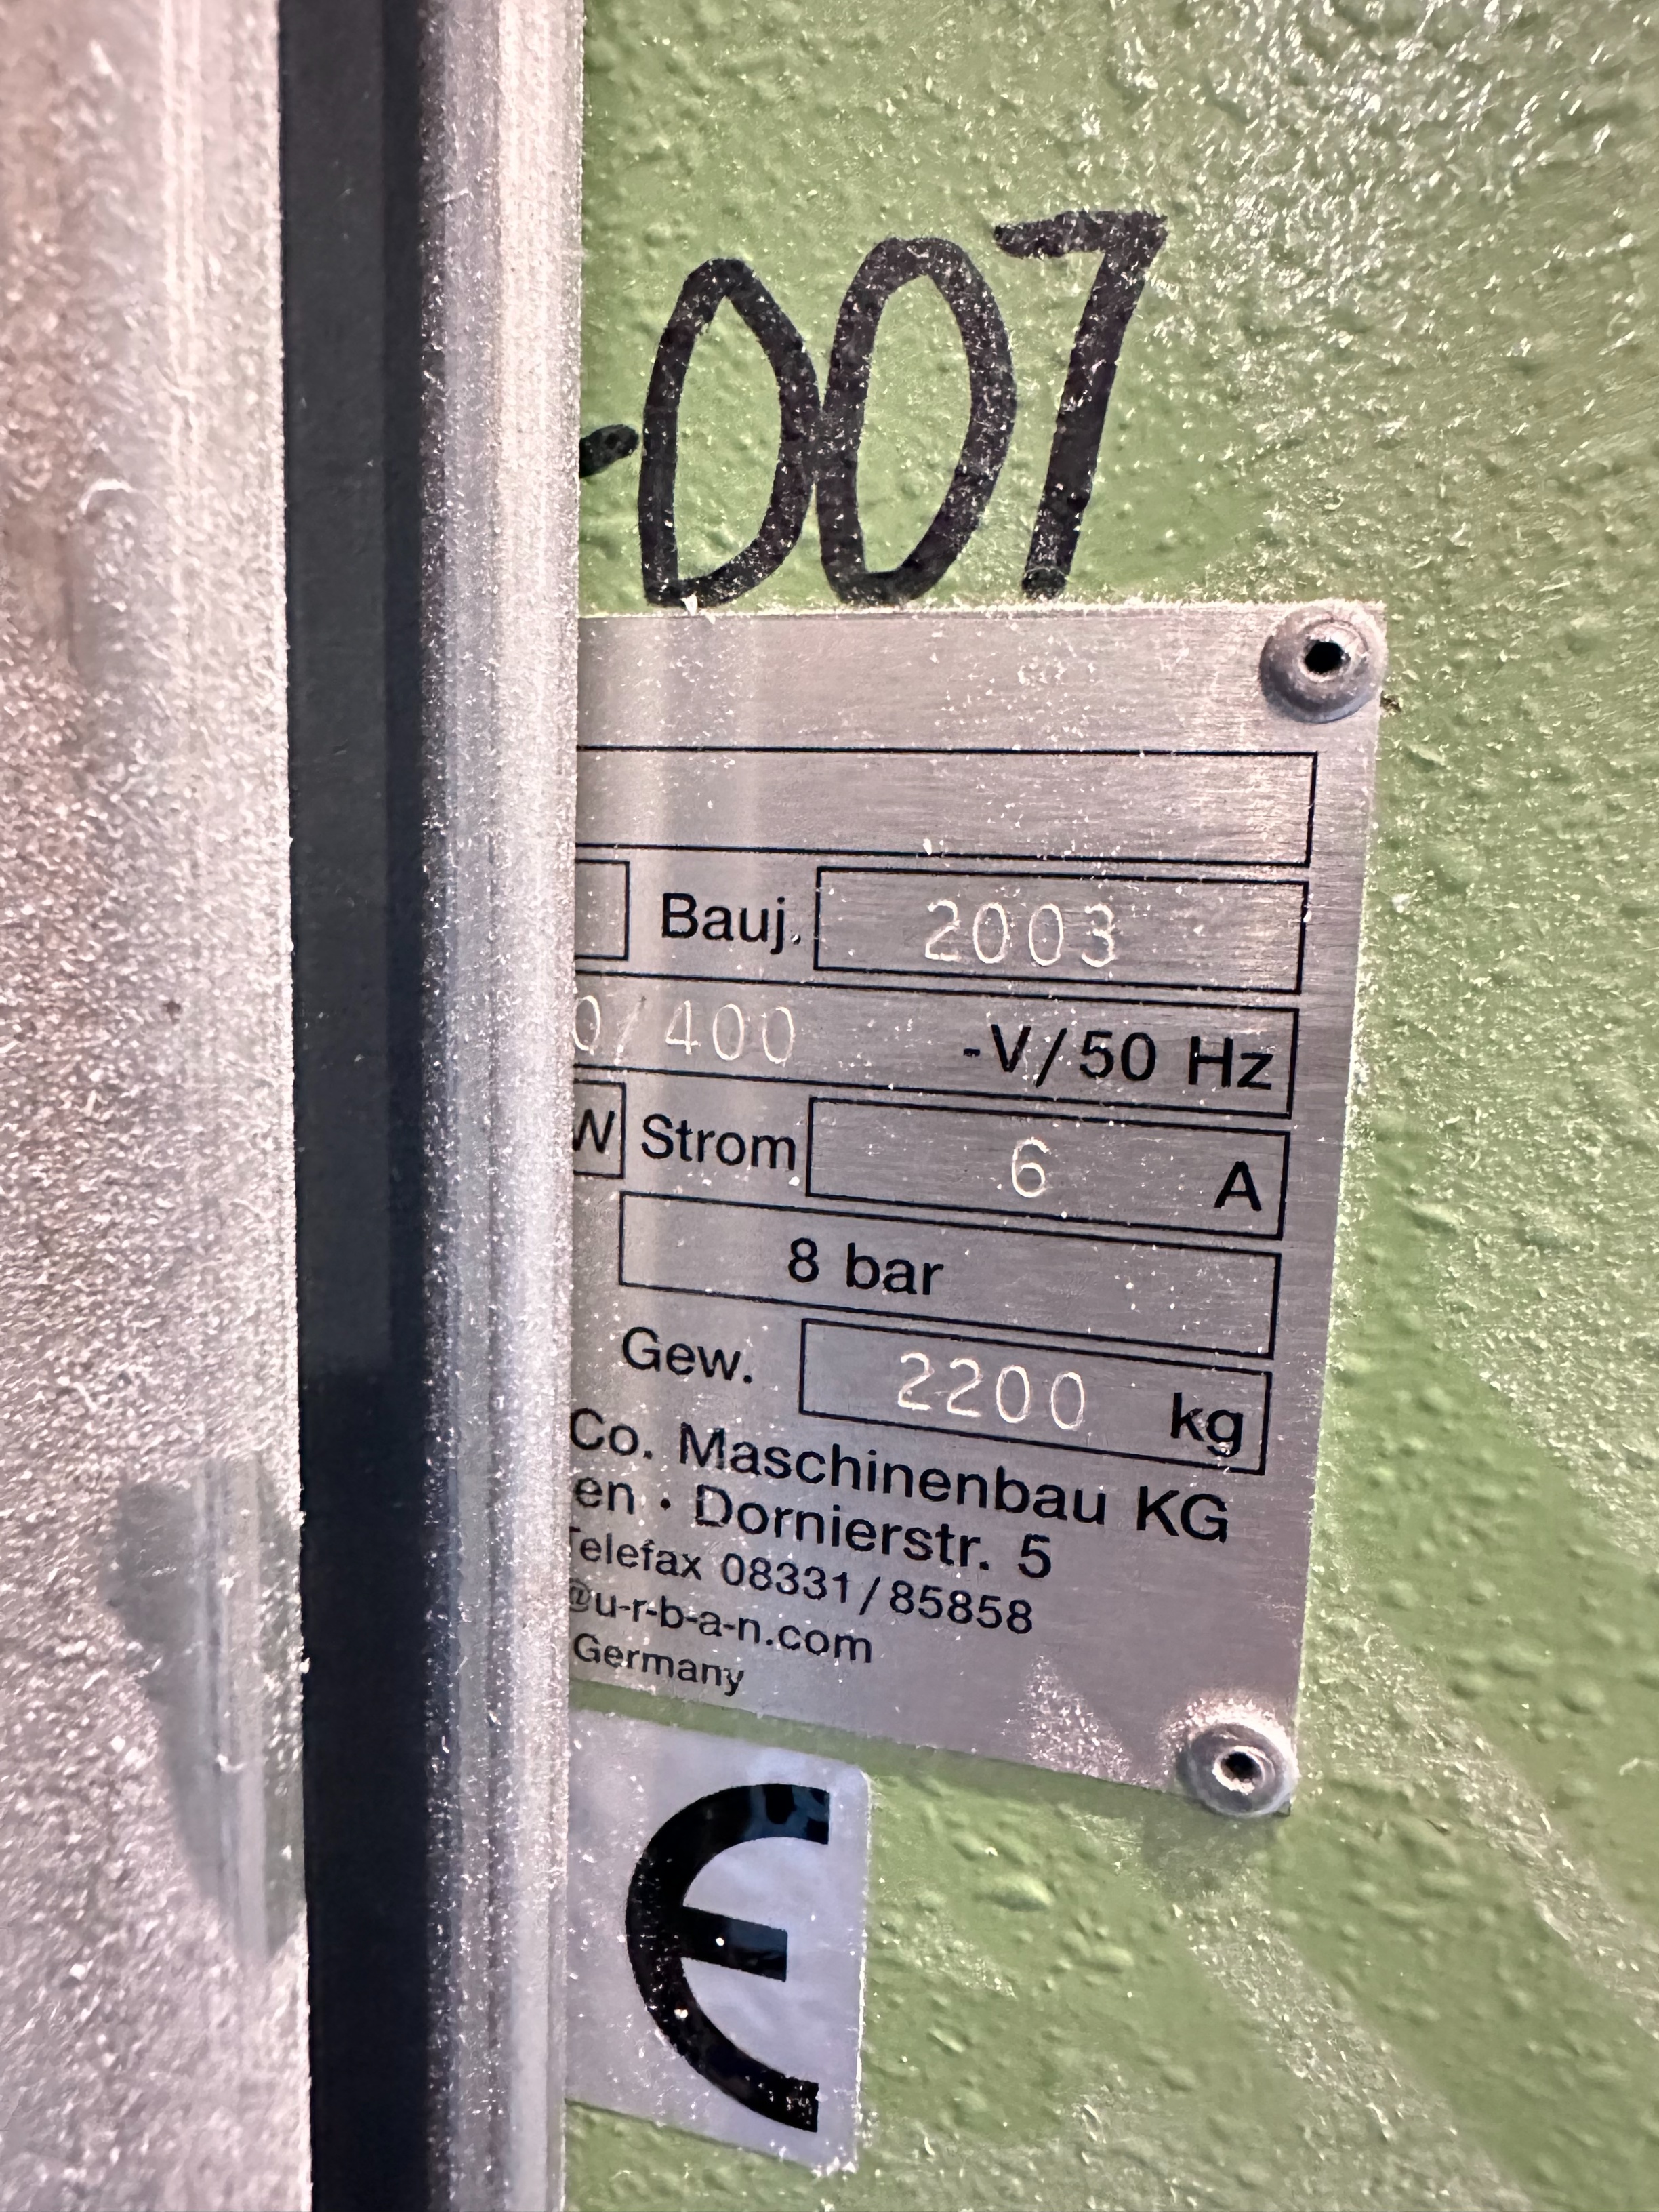 -007
Bauj. 2003
0/400 -V/50 Hz
W Strom 6 A
8 bar
Gew. 2200 kg
Co. Maschinenbau KG
en · Dornierstr. 5
Telefax 08331/85858
@u-r-b-a-n.com
Germany
CE